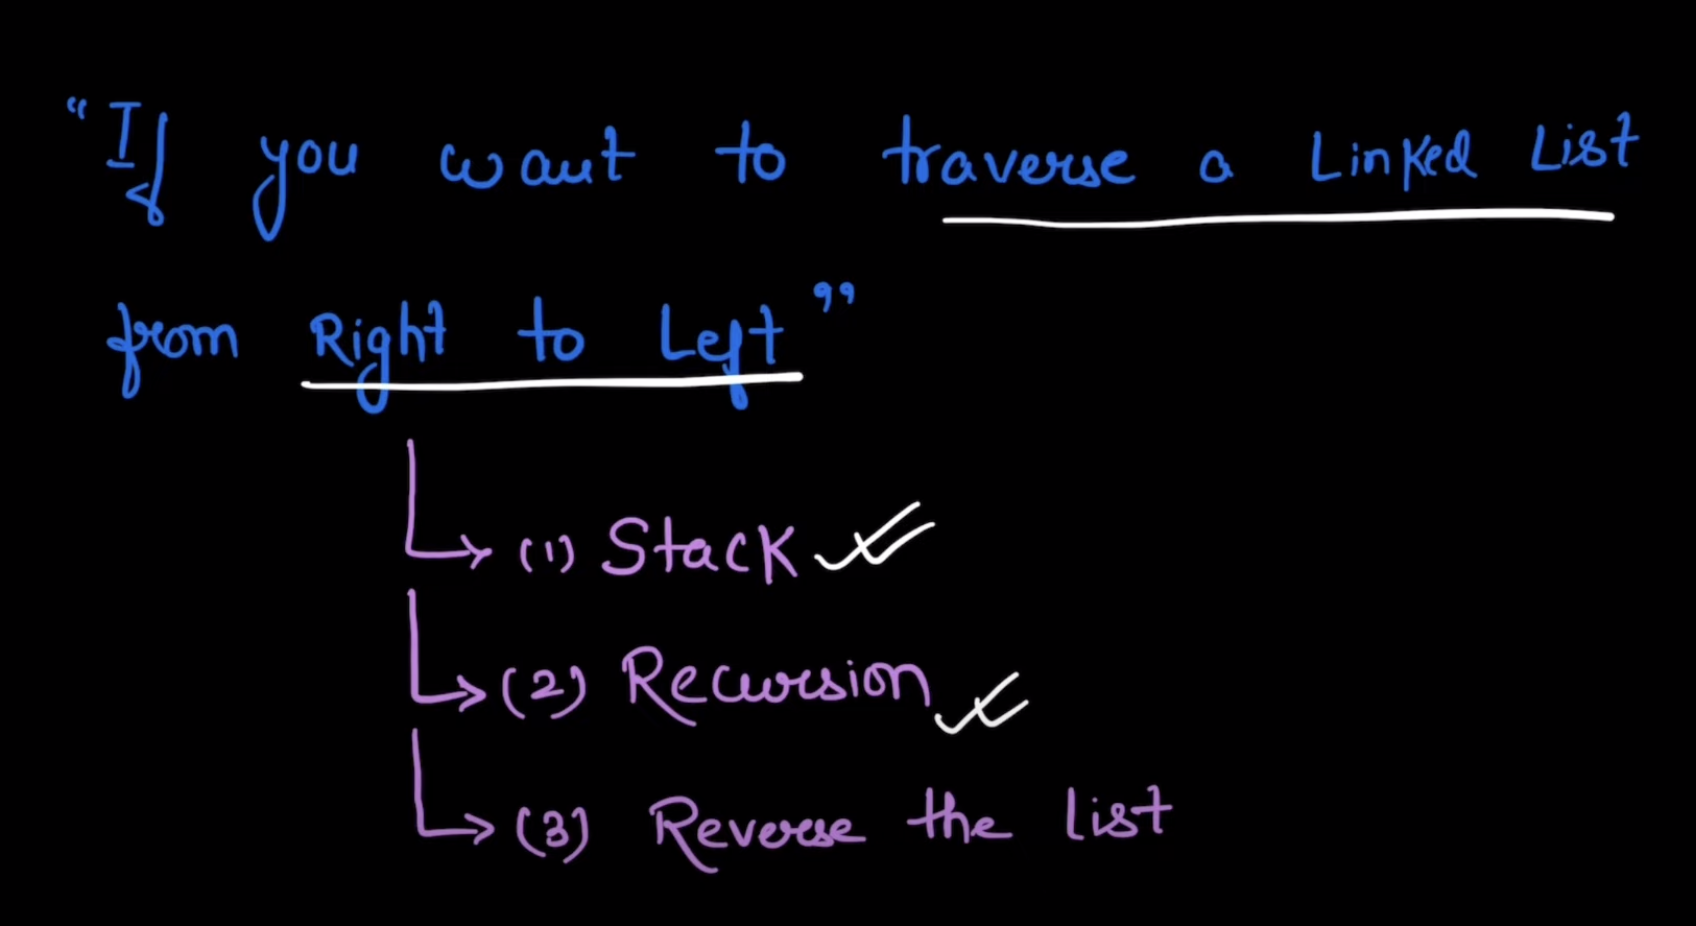 "If you want to traverse a Linked List
from Right to Left"
(1) Stack
(2) Recursion
(3) Reverse the list